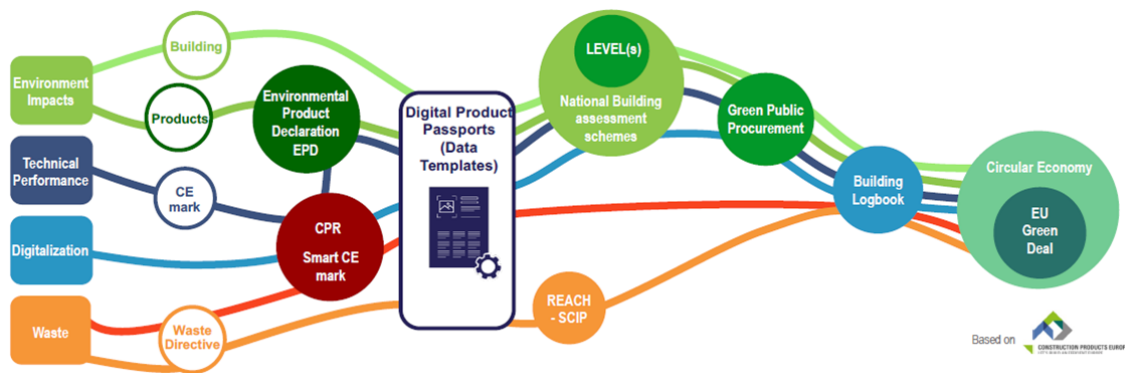 Environment
Impacts
Technical
Performance
Digitalization
Waste
Building
Products
CE
mark
Waste
Directive
Environmental
Product
Declaration
EPD
CPR
Smart CE
mark
Digital Product
Passports
(Data
Templates)
REACH
- SCIP
LEVEL(s)
National Building
assessment
schemes
Green Public
Procurement
Building
Logbook
Circular Economy
EU
Green
Deal
Based on
CONSTRUCTION PRODUCTS EUROP